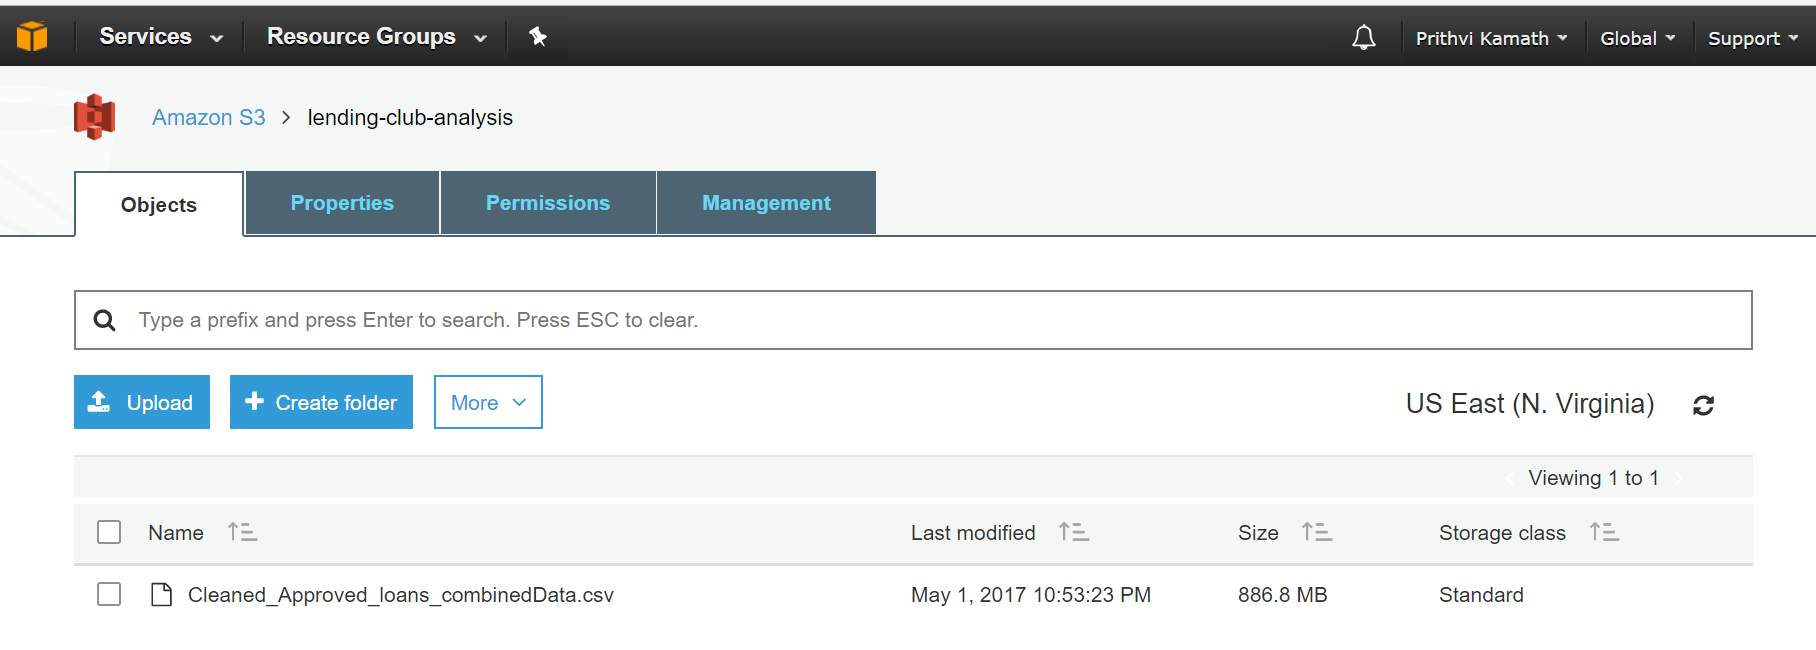 Services Resource Groups Prithvi Kamath Global Support
Amazon S3 > lending-club-analysis
Objects Properties Permissions Management
Type a prefix and press Enter to search. Press ESC to clear.
Upload Create folder More US East (N. Virginia)
Viewing 1 to 1
Name Last modified Size Storage class
Cleaned_Approved_loans_combinedData.csv May 1, 2017 10:53:23 PM 886.8 MB Standard